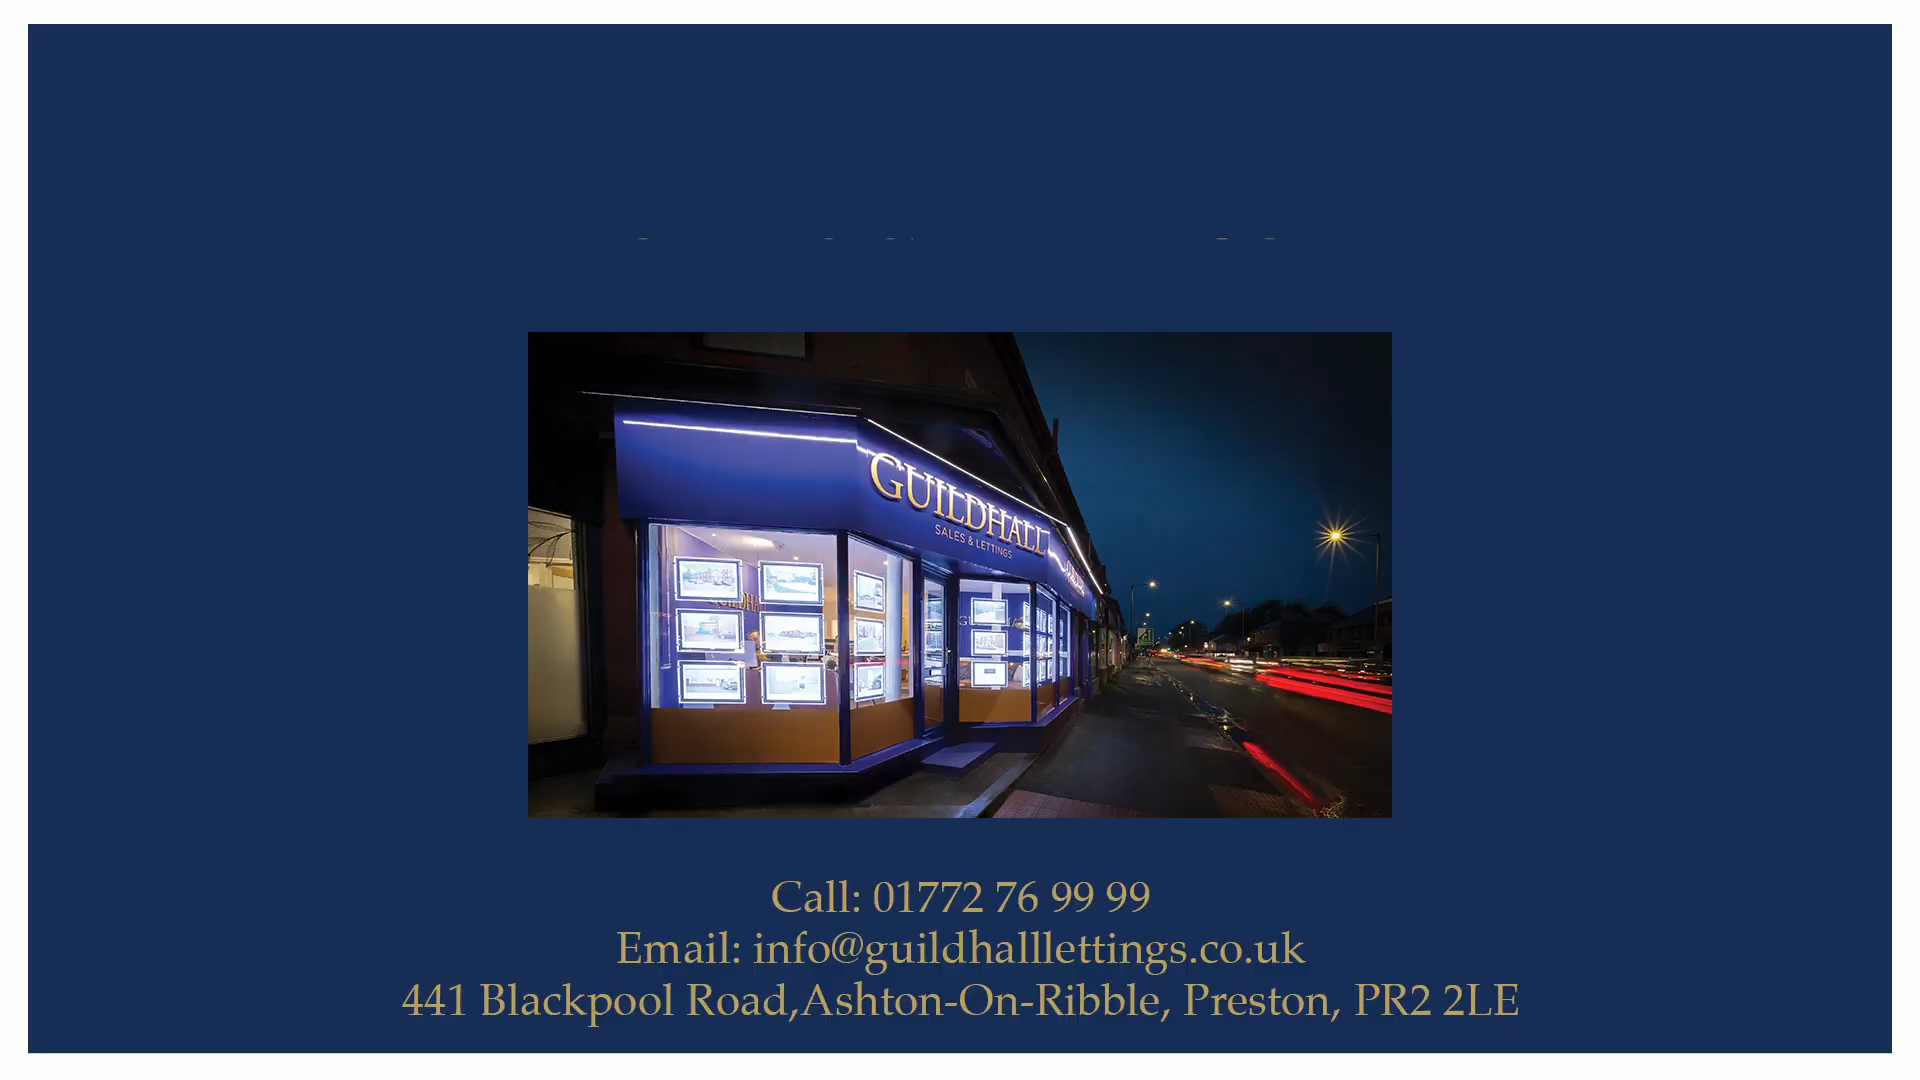 GUILDHALL
SALES & LETTINGS
Call: 01772 76 99 99
Email: info@guildhalllettings.co.uk
441 Blackpool Road,Ashton-On-Ribble, Preston, PR2 2LE